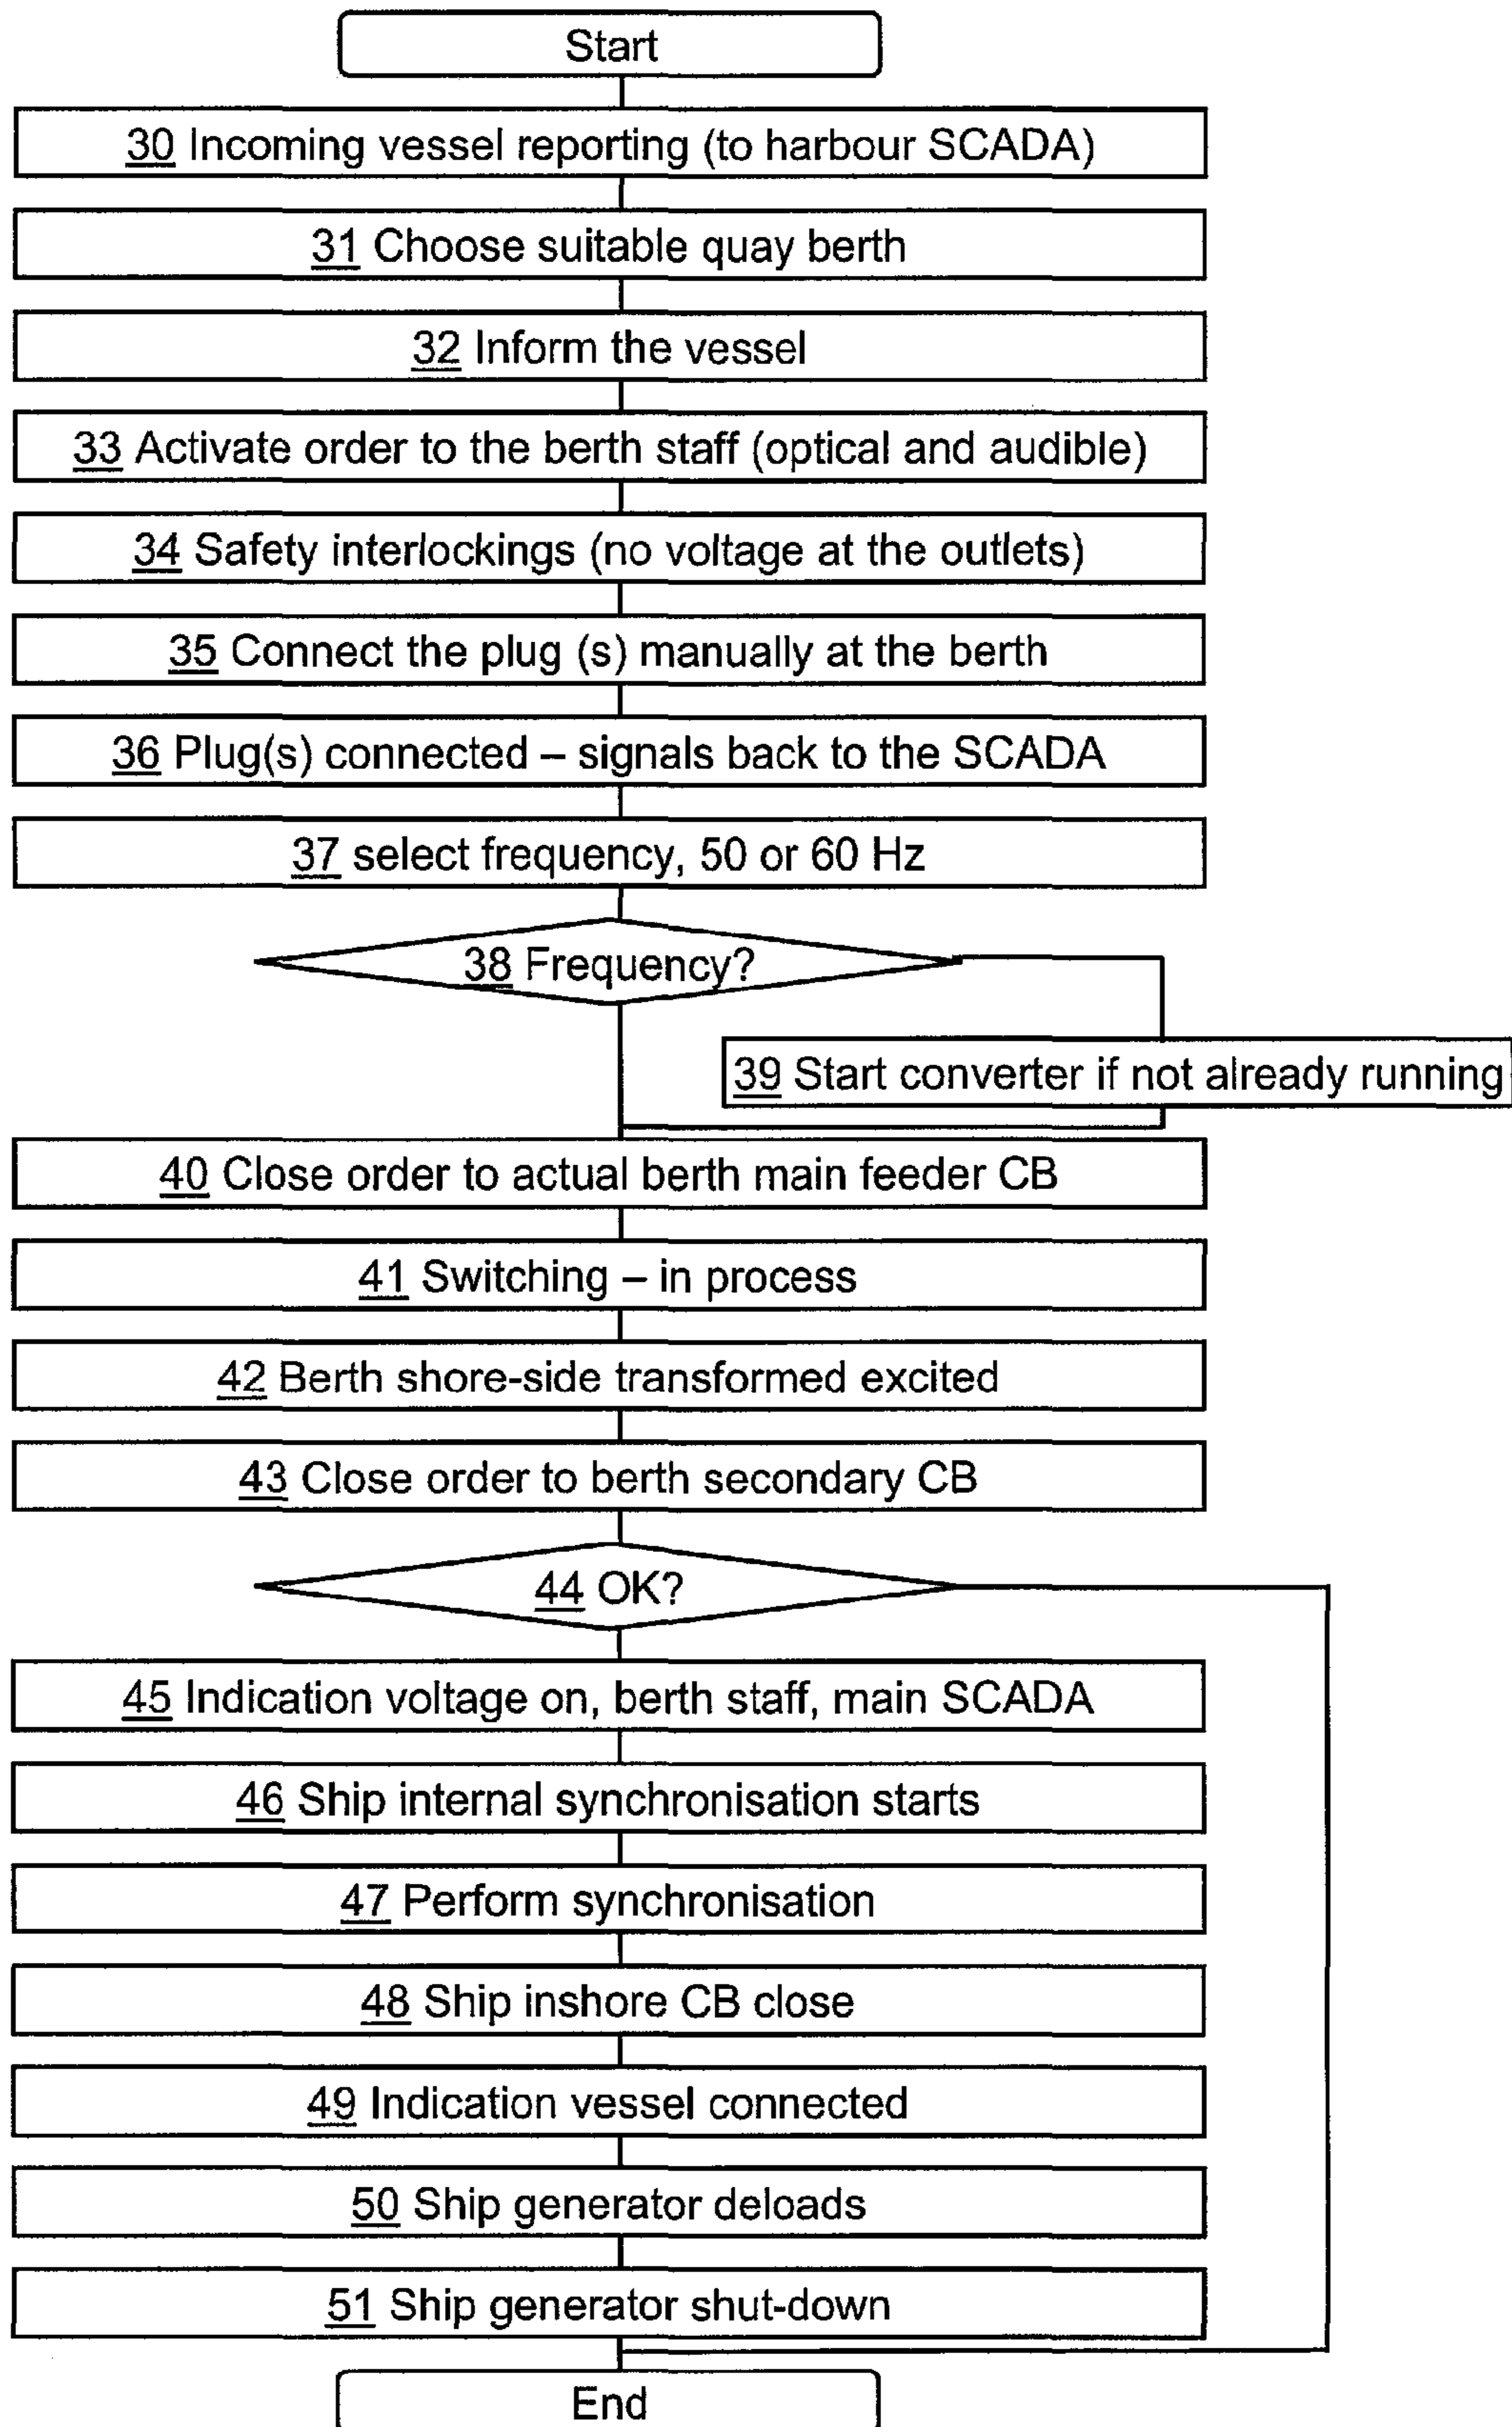 Start
30 Incoming vessel reporting (to harbour SCADA)
31 Choose suitable quay berth
32 Inform the vessel
33 Activate order to the berth staff (optical and audible)
34 Safety interlockings (no voltage at the outlets)
35 Connect the plug (s) manually at the berth
36 Plug(s) connected – signals back to the SCADA
37 select frequency, 50 or 60 Hz
38 Frequency?
39 Start converter if not already running
40 Close order to actual berth main feeder CB
41 Switching – in process
42 Berth shore-side transformed excited
43 Close order to berth secondary CB
44 OK?
45 Indication voltage on, berth staff, main SCADA
46 Ship internal synchronisation starts
47 Perform synchronisation
48 Ship inshore CB close
49 Indication vessel connected
50 Ship generator deloads
51 Ship generator shut-down
End